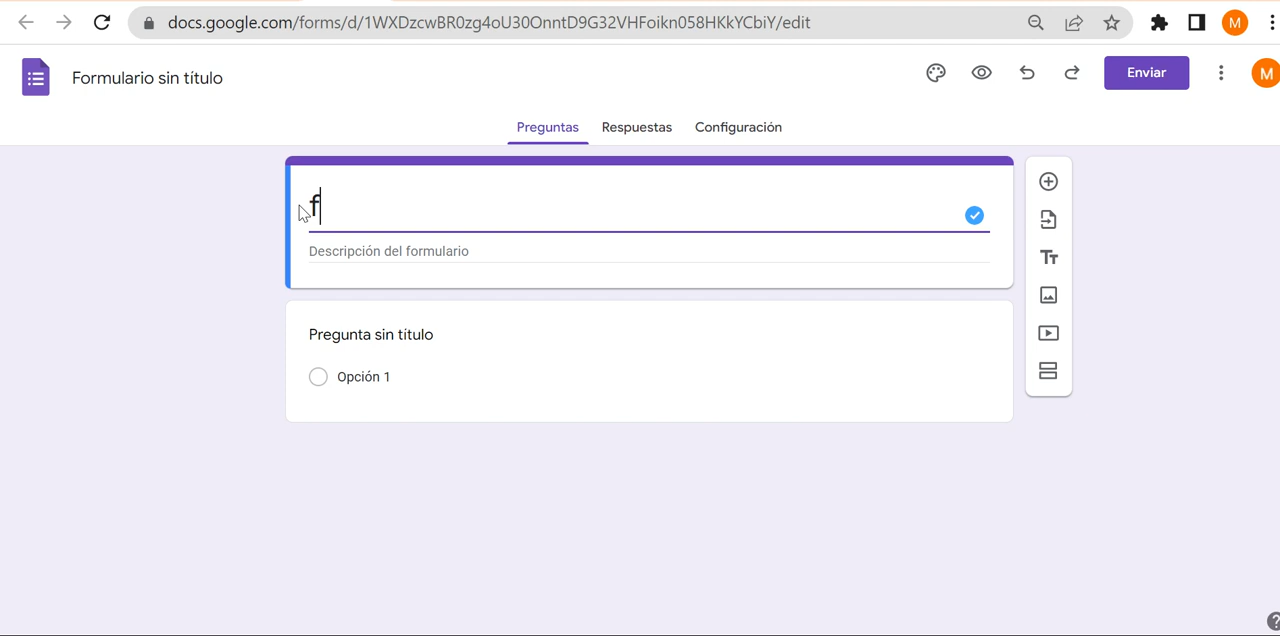 docs.google.com/forms/d/1WXDzcwBR0zg4oU30OnntD9G32VHFoikn058HKkYCbiY/edit
M
Formulario sin título
Enviar
M
Preguntas Respuestas Configuración
f
Descripción del formulario
Tт
Pregunta sin título
Opción 1
?